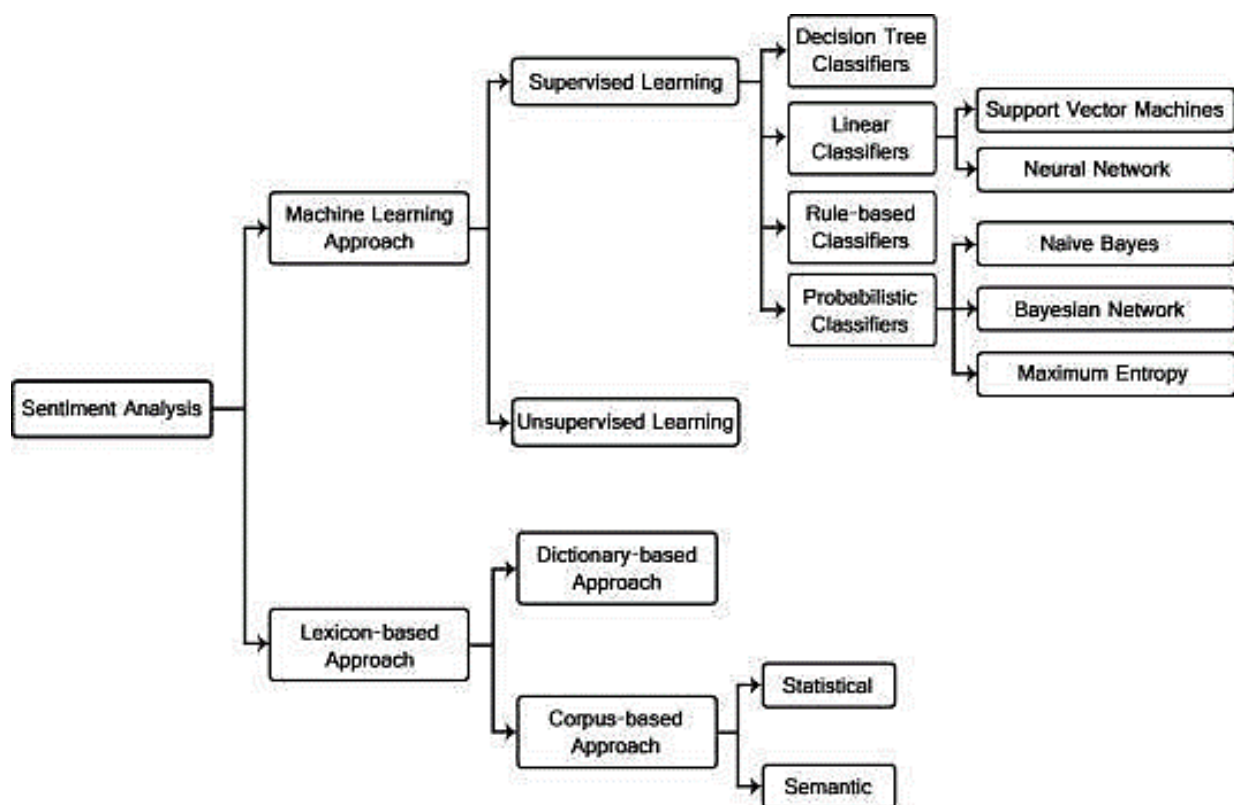 Decision Tree
Classifiers
Supervised Learning
Linear
Classifiers
Support Vector Machines
Neural Network
Machine Learning
Approach
Rule-based
Classifiers
Naive Bayes
Probabilistic
Classifiers
Bayesian Network
Maximum Entropy
Sentiment Analysis
Unsupervised Learning
Dictionary-based
Approach
Lexicon-based
Approach
Statistical
Corpus-based
Approach
Semantic